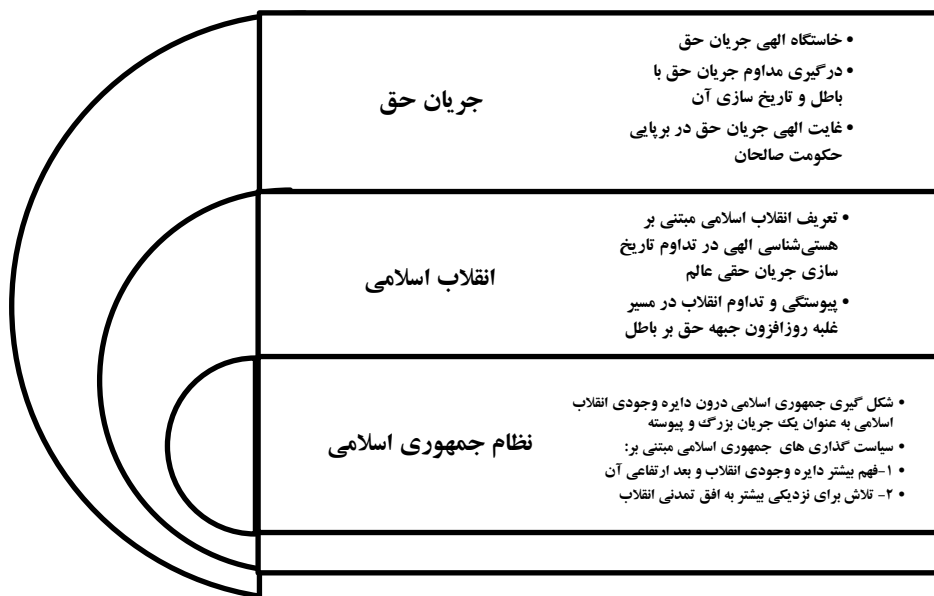 • خاستگاه الهی جریان حق
• درگیری مداوم جریان حق با
باطل و تاریخ سازی آن
• غایت الهی جریان حق در برپایی
حکومت صالحان
جریان حق
• تعریف انقلاب اسلامی مبتنی بر
هستی‌شناسی الهی در تداوم تاریخ
سازی جریان حقی عالم
• پیوستگی و تداوم انقلاب در مسیر
غلبه روزافزون جبهه حق بر باطل
انقلاب اسلامی
• شکل گیری جمهوری اسلامی درون دایره وجودی انقلاب
اسلامی به عنوان یك جریان بزرگ و پیوسته
• سیاست گذاری های جمهوری اسلامی مبتنی بر:
• ۱-فهم بیشتر دایره وجودی انقلاب و بعد ارتفاعی آن
• ۲- تلاش برای نزدیکی بیشتر به افق تمدنی انقلاب
نظام جمهوری اسلامی